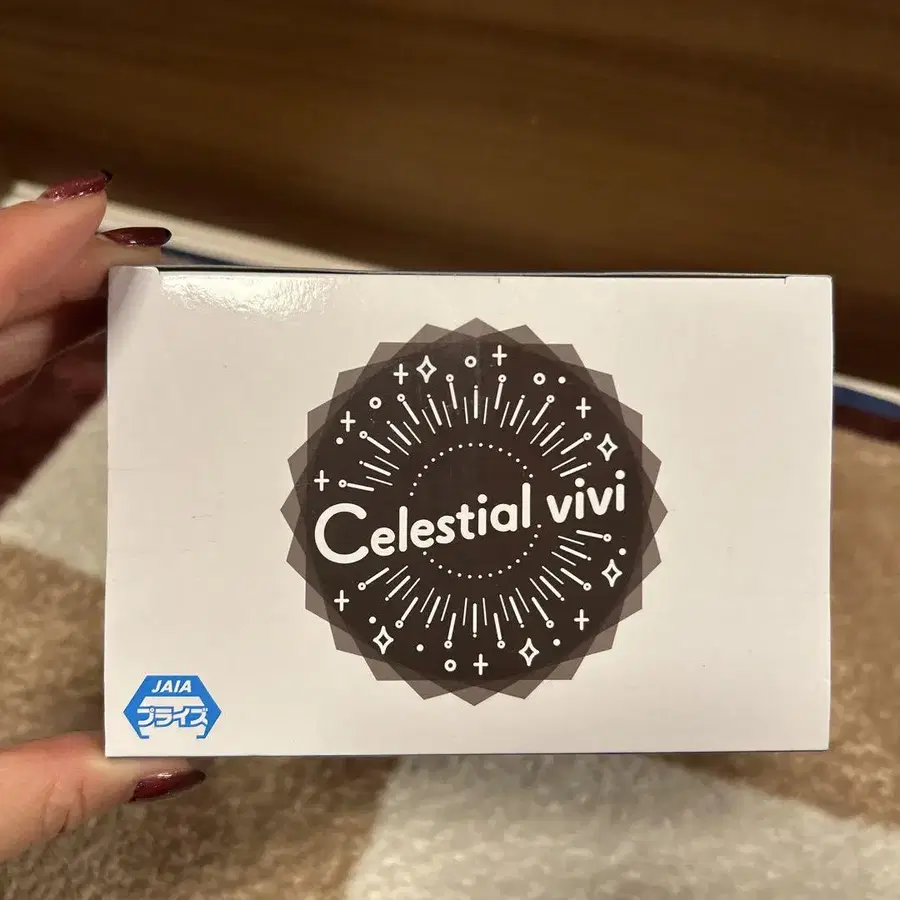 Celestial vivi
JAIA
プライズ